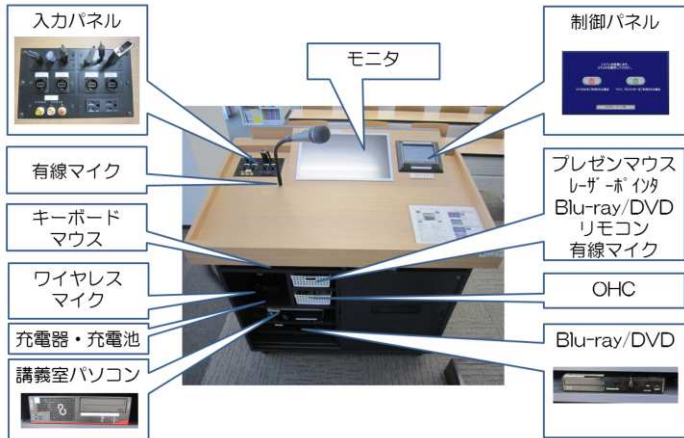 入力パネル
モニタ
制御パネル
有線マイク
キーボード
マウス
ワイヤレス
マイク
充電器・充電池
講義室パソコン
プレゼンマウス
ﾚｰｻﾞｰﾎﾟｲﾝﾀ
Blu-ray/DVD
リモコン
有線マイク
OHC
Blu-ray/DVD